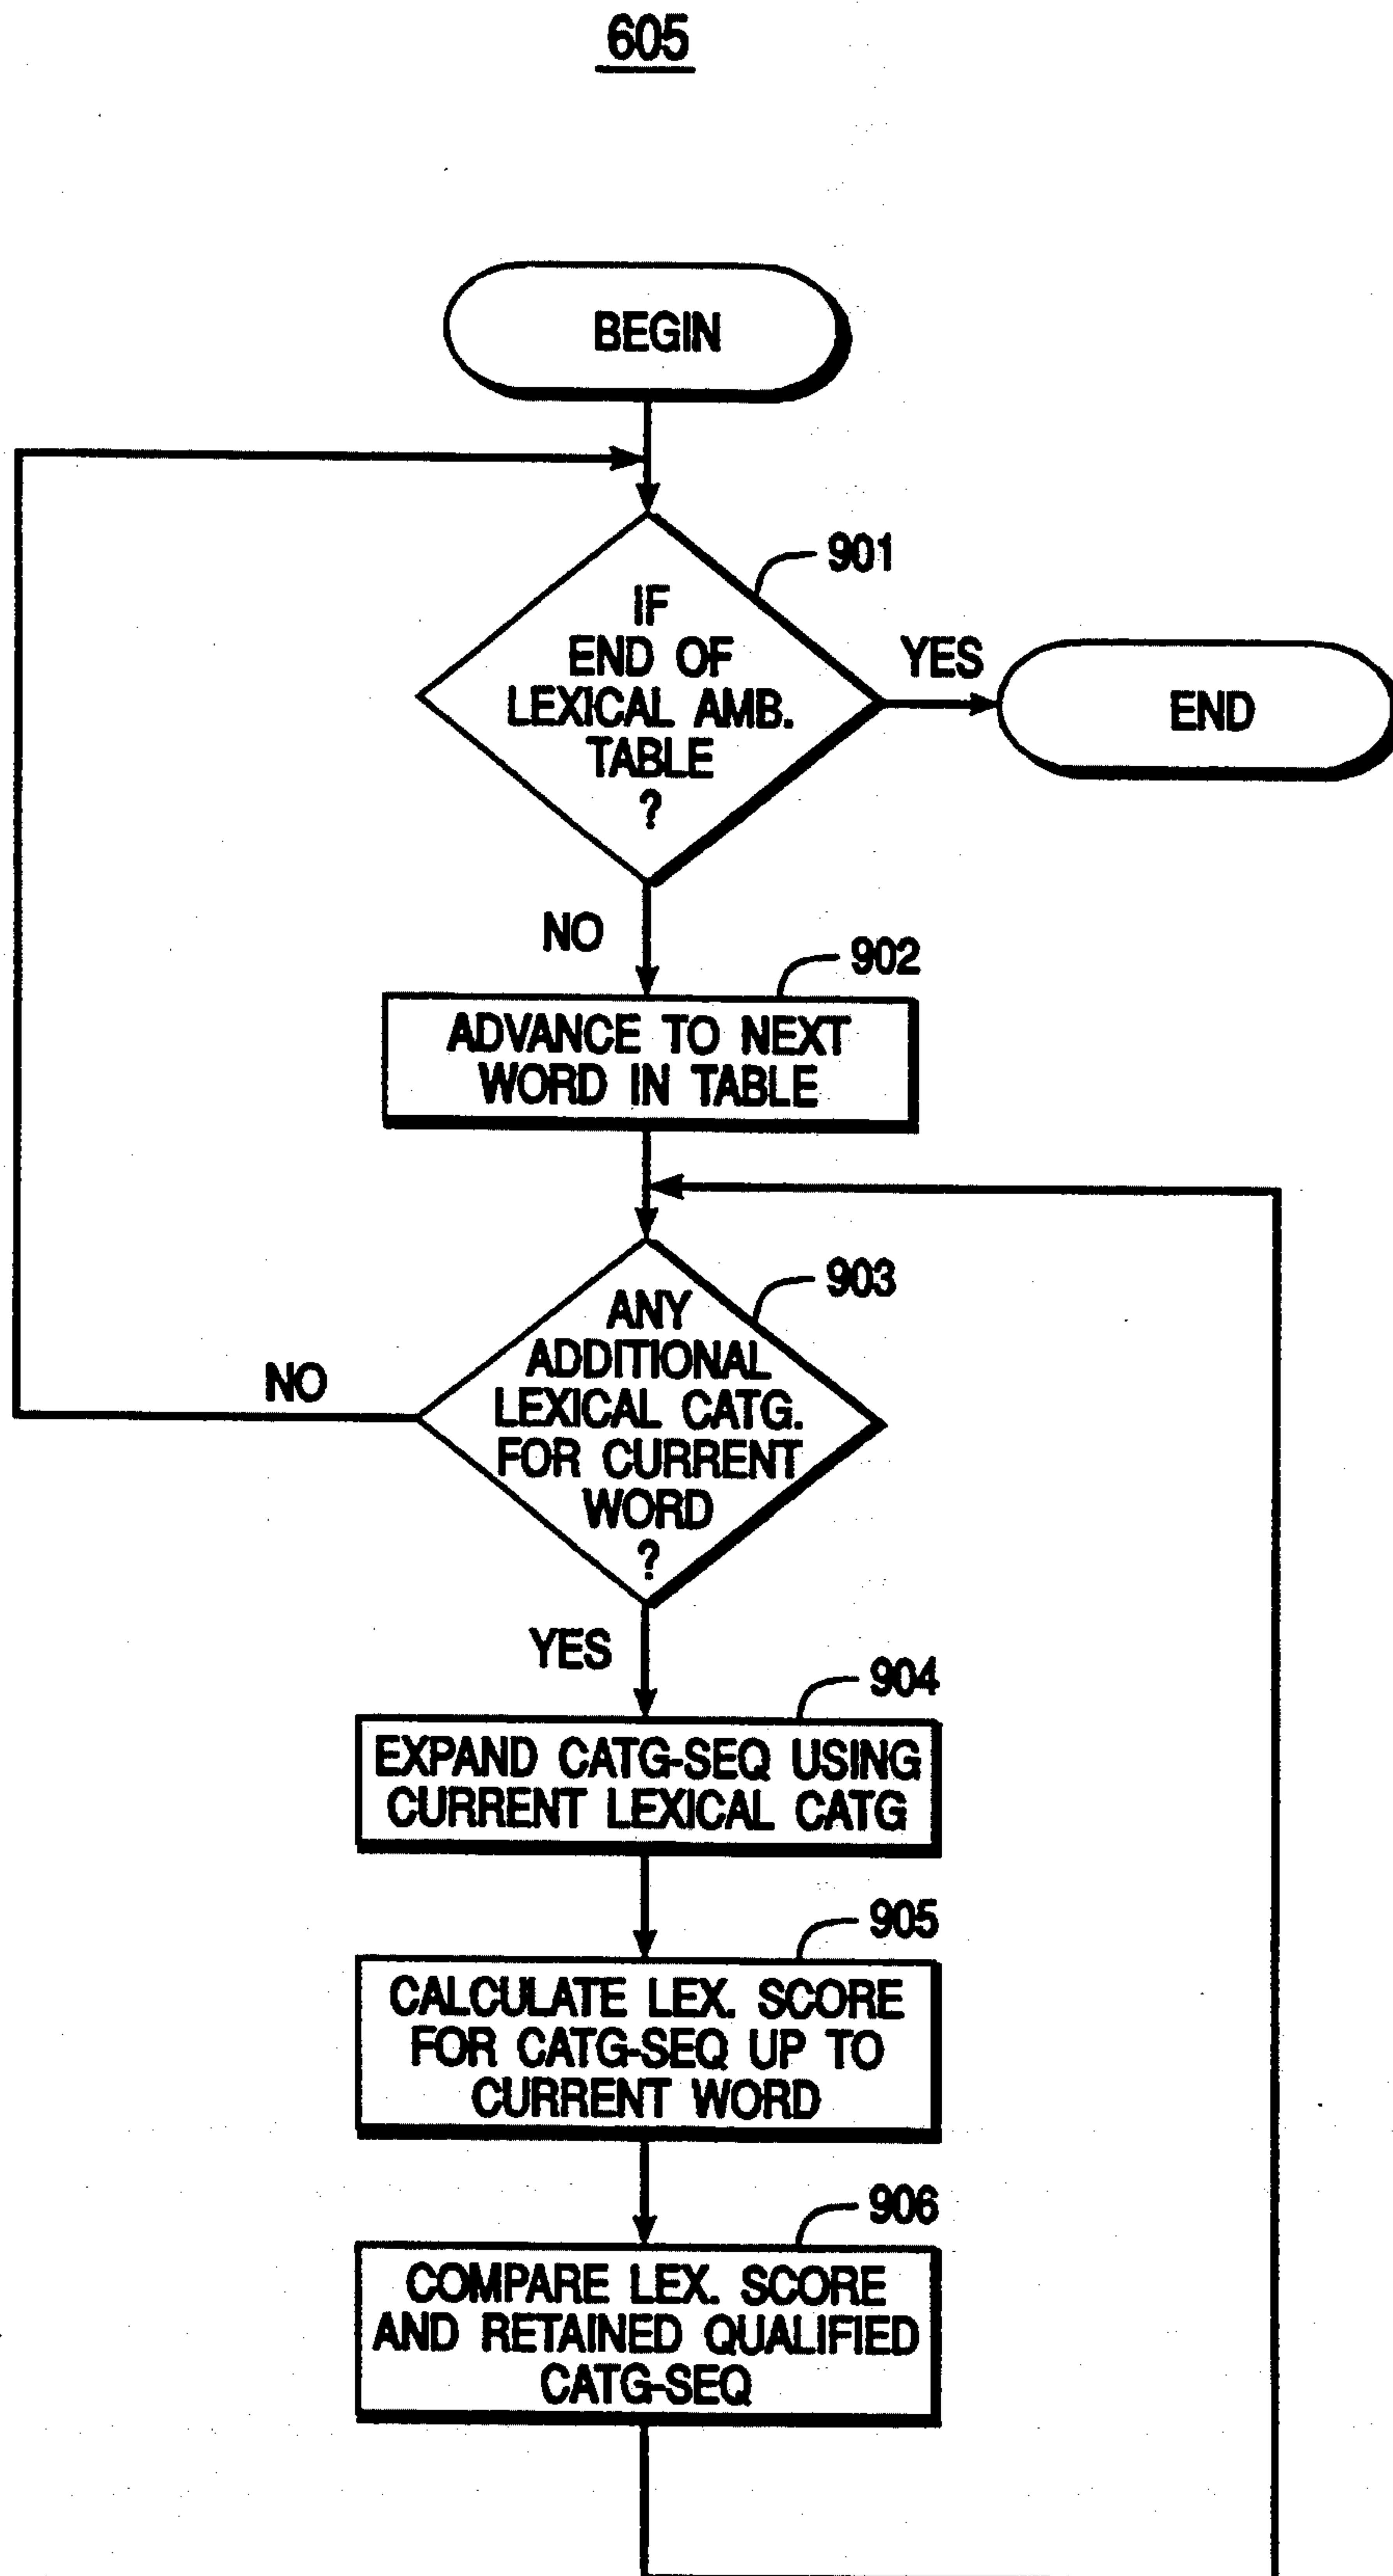 605
BEGIN
901
IF
END OF
LEXICAL AMB.
TABLE
?
YES
END
NO
902
ADVANCE TO NEXT
WORD IN TABLE
903
ANY
ADDITIONAL
LEXICAL CATG.
FOR CURRENT
WORD
?
NO
YES
904
EXPAND CATG-SEQ USING
CURRENT LEXICAL CATG
905
CALCULATE LEX. SCORE
FOR CATG-SEQ UP TO
CURRENT WORD
906
COMPARE LEX. SCORE
AND RETAINED QUALIFIED
CATG-SEQ